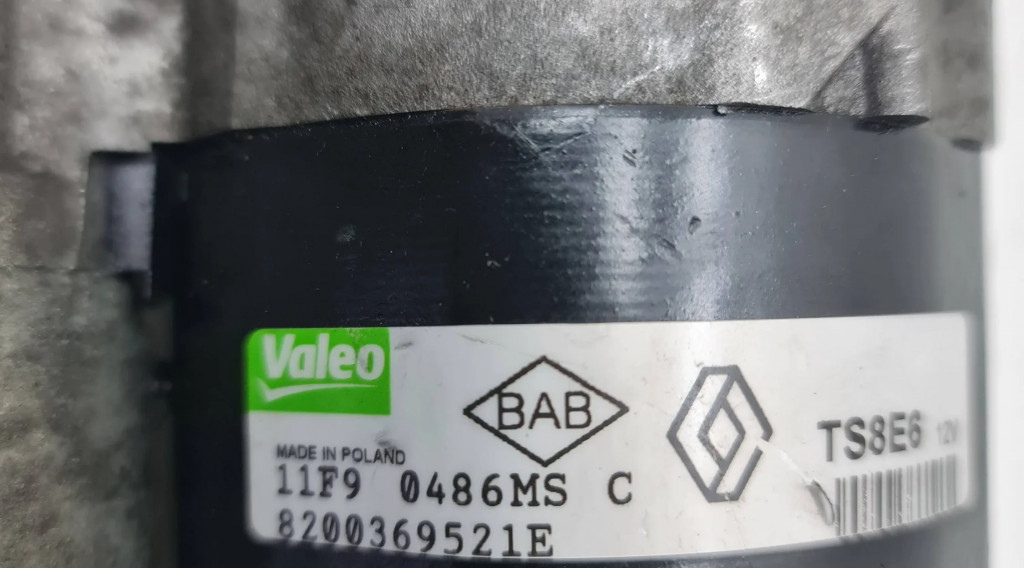 Valeo
BAB
TS8E6 12V
MADE IN POLAND
11F9 0486MS C
8200369521E